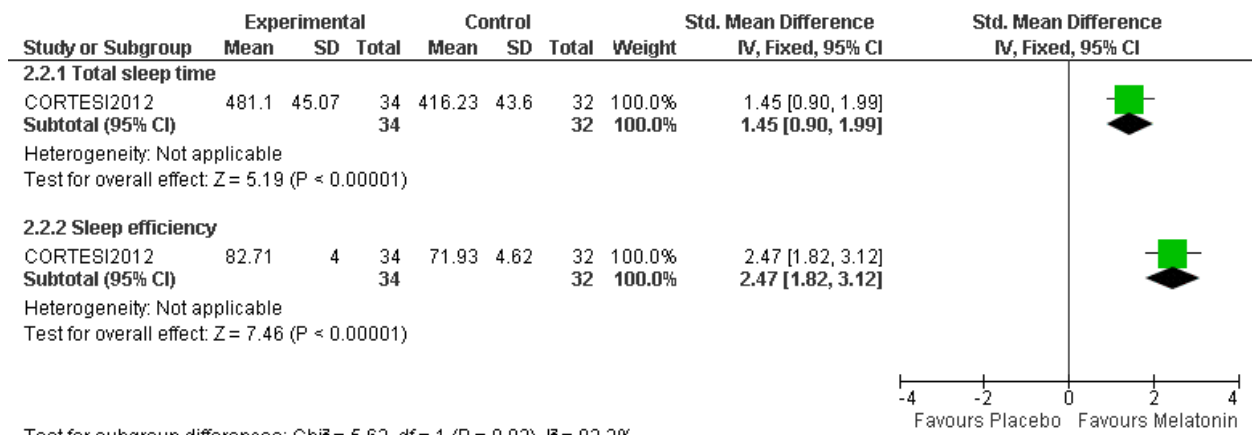 Experimental Control Std. Mean Difference Std. Mean Difference
Study or Subgroup Mean SD Total Mean SD Total Weight IV, Fixed, 95% CI IV, Fixed, 95% CI
2.2.1 Total sleep time
CORTESI2012 481.1 45.07 34 416.23 43.6 32 100.0% 1.45 [0.90, 1.99]
Subtotal (95% CI) 34 32 100.0% 1.45 [0.90, 1.99]
Heterogeneity: Not applicable
Test for overall effect: Z = 5.19 (P < 0.00001)
2.2.2 Sleep efficiency
CORTESI2012 82.71 4 34 71.93 4.62 32 100.0% 2.47 [1.82, 3.12]
Subtotal (95% CI) 34 32 100.0% 2.47 [1.82, 3.12]
Heterogeneity: Not applicable
Test for overall effect: Z = 7.46 (P < 0.00001)
-4 -2 0 2 4
Favours Placebo Favours Melatonin
Test for subgroup differences: df = 1